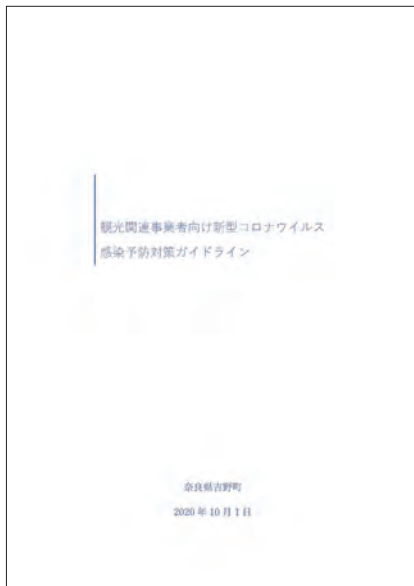 観光関連事業者向け新型コロナウイルス
感染予防対策ガイドライン
奈良県吉野町
2020年10月1日